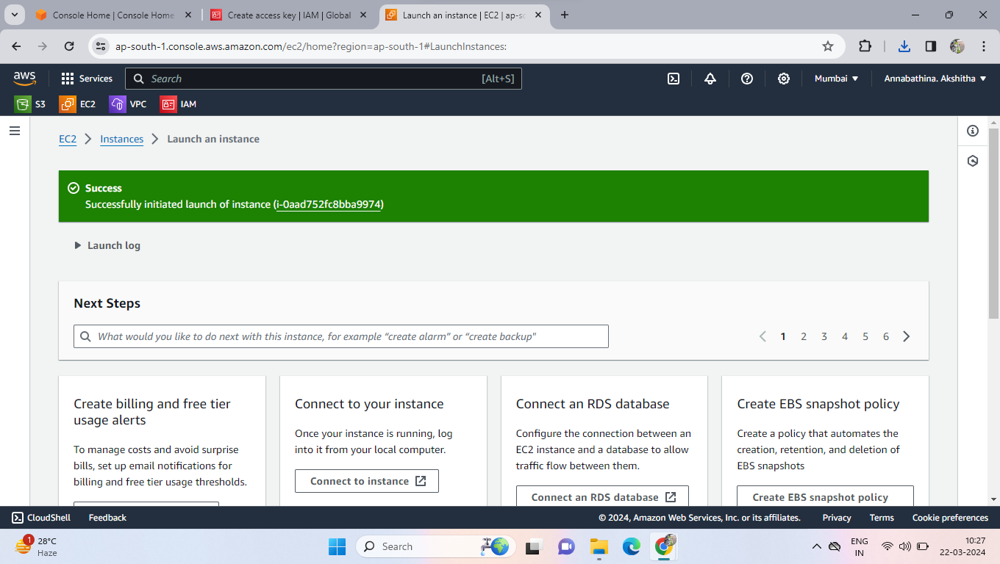 Console Home | Console Home
Create access key | IAM | Global
Launch an instance | EC2 | ap-sc
ap-south-1.console.aws.amazon.com/ec2/home?region=ap-south-1#LaunchInstances:
aws
Services
Search
[Alt+S]
Mumbai
Annabathina. Akshitha
S3
EC2
VPC
IAM
EC2
Instances
Launch an instance
Success
Successfully initiated launch of instance (i-0aad752fc8bba9974)
Launch log
Next Steps
What would you like to do next with this instance, for example “create alarm” or “create backup”
1 2 3 4 5 6
Create billing and free tier
usage alerts
To manage costs and avoid surprise
bills, set up email notifications for
billing and free tier usage thresholds.
Connect to your instance
Once your instance is running, log
into it from your local computer.
Connect to instance
Connect an RDS database
Configure the connection between an
EC2 instance and a database to allow
traffic flow between them.
Connect an RDS database
Create EBS snapshot policy
Create a policy that automates the
creation, retention, and deletion of
EBS snapshots
Create EBS snapshot policy
CloudShell
Feedback
© 2024, Amazon Web Services, Inc. or its affiliates.
Privacy
Terms
Cookie preferences
1
28°C
Haze
Search
ENG
IN
10:27
22-03-2024